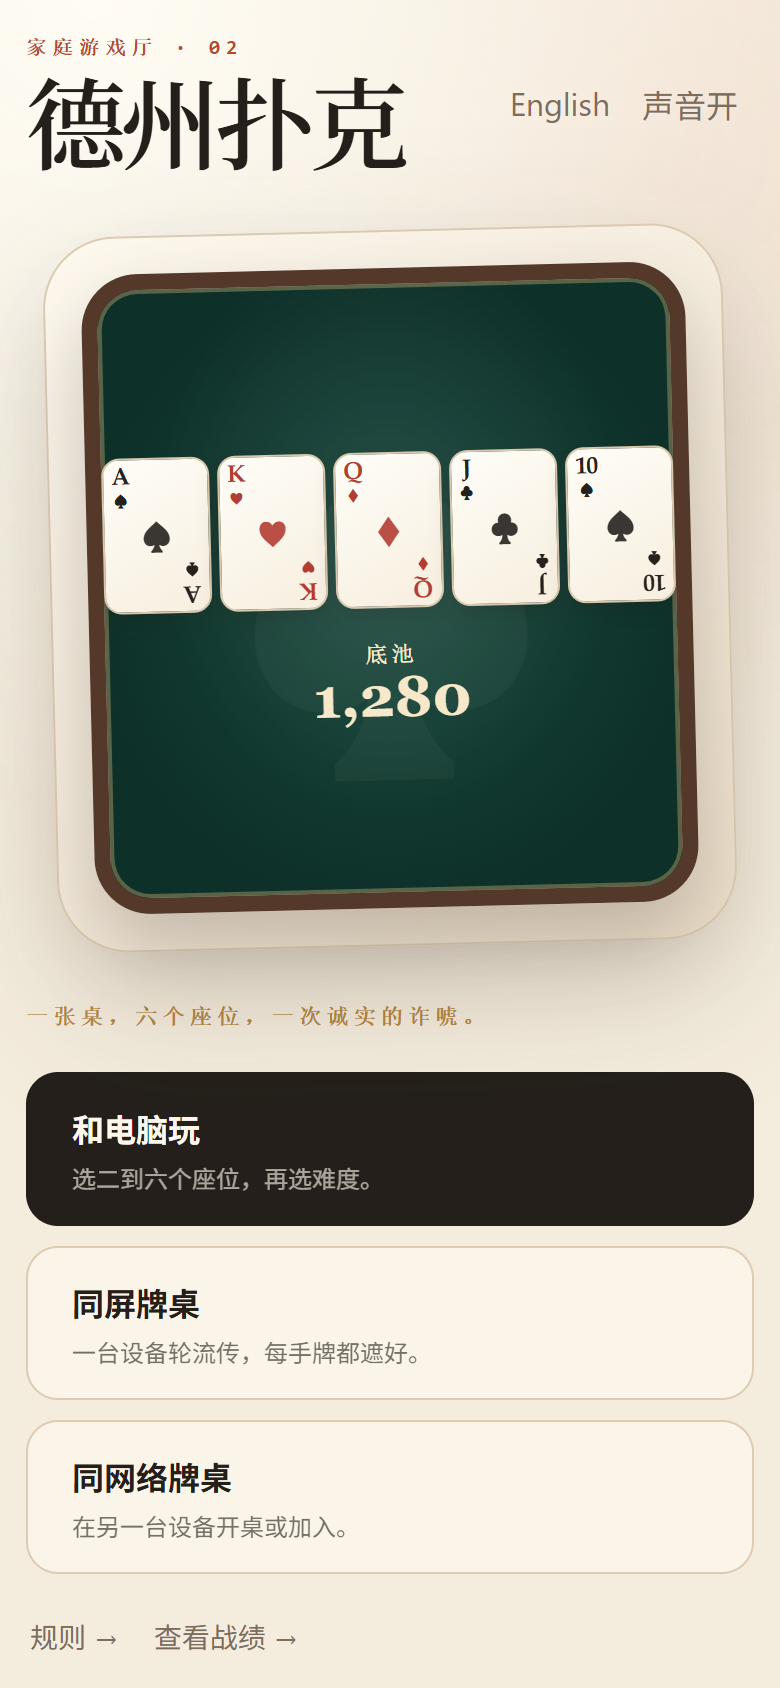 家庭游戏厅 · 02
德州扑克
English 声音开
A K Q J 10
A K Q J 10
底池
1,280
一张桌，六个座位，一次诚实的诈唬。
和电脑玩
选二到六个座位，再选难度。
同屏牌桌
一台设备轮流传，每手牌都遮好。
同网络牌桌
在另一台设备开桌或加入。
规则 → 查看战绩 →